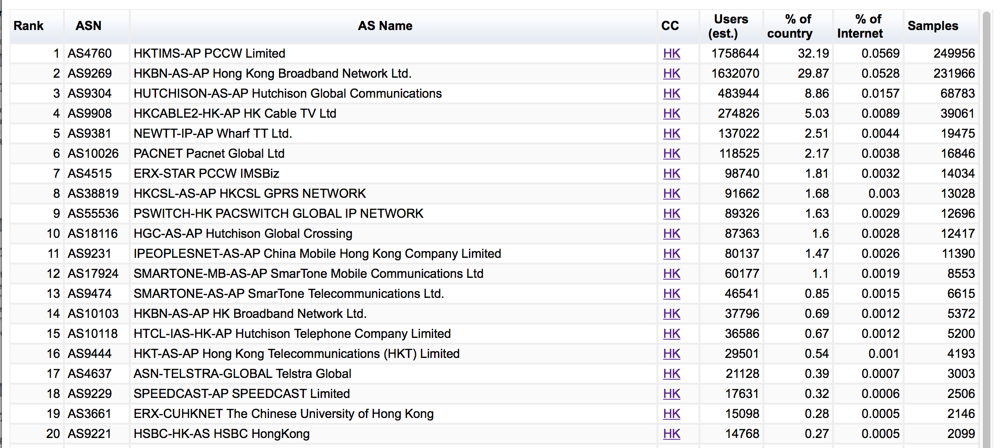 Rank ASN AS Name CC Users (est.) % of country % of Internet Samples
1 AS4760 HKTIMS-AP PCCW Limited HK 1758644 32.19 0.0569 249956
2 AS9269 HKBN-AS-AP Hong Kong Broadband Network Ltd. HK 1632070 29.87 0.0528 231966
3 AS9304 HUTCHISON-AS-AP Hutchison Global Communications HK 483944 8.86 0.0157 68783
4 AS9908 HKCABLE2-HK-AP HK Cable TV Ltd HK 274826 5.03 0.0089 39061
5 AS9381 NEWTT-IP-AP Wharf TT Ltd. HK 137022 2.51 0.0044 19475
6 AS10026 PACNET Pacnet Global Ltd HK 118525 2.17 0.0038 16846
7 AS4515 ERX-STAR PCCW IMSBiz HK 98740 1.81 0.0032 14034
8 AS38819 HKCSL-AS-AP HKCSL GPRS NETWORK HK 91662 1.68 0.003 13028
9 AS55536 PSWITCH-HK PACSWITCH GLOBAL IP NETWORK HK 89326 1.63 0.0029 12696
10 AS18116 HGC-AS-AP Hutchison Global Crossing HK 87363 1.6 0.0028 12417
11 AS9231 IPEOPLESNET-AS-AP China Mobile Hong Kong Company Limited HK 80137 1.47 0.0026 11390
12 AS17924 SMARTONE-MB-AS-AP SmarTone Mobile Communications Ltd HK 60177 1.1 0.0019 8553
13 AS9474 SMARTONE-AS-AP SmarTone Telecommunications Ltd. HK 46541 0.85 0.0015 6615
14 AS10103 HKBN-AS-AP HK Broadband Network Ltd. HK 37796 0.69 0.0012 5372
15 AS10118 HTCL-IAS-HK-AP Hutchison Telephone Company Limited HK 36586 0.67 0.0012 5200
16 AS9444 HKT-AS-AP Hong Kong Telecommunications (HKT) Limited HK 29501 0.54 0.001 4193
17 AS4637 ASN-TELSTRA-GLOBAL Telstra Global HK 21128 0.39 0.0007 3003
18 AS9229 SPEEDCAST-AP SPEEDCAST Limited HK 17631 0.32 0.0006 2506
19 AS3661 ERX-CUHKNET The Chinese University of Hong Kong HK 15098 0.28 0.0005 2146
20 AS9221 HSBC-HK-AS HSBC HongKong HK 14768 0.27 0.0005 2099